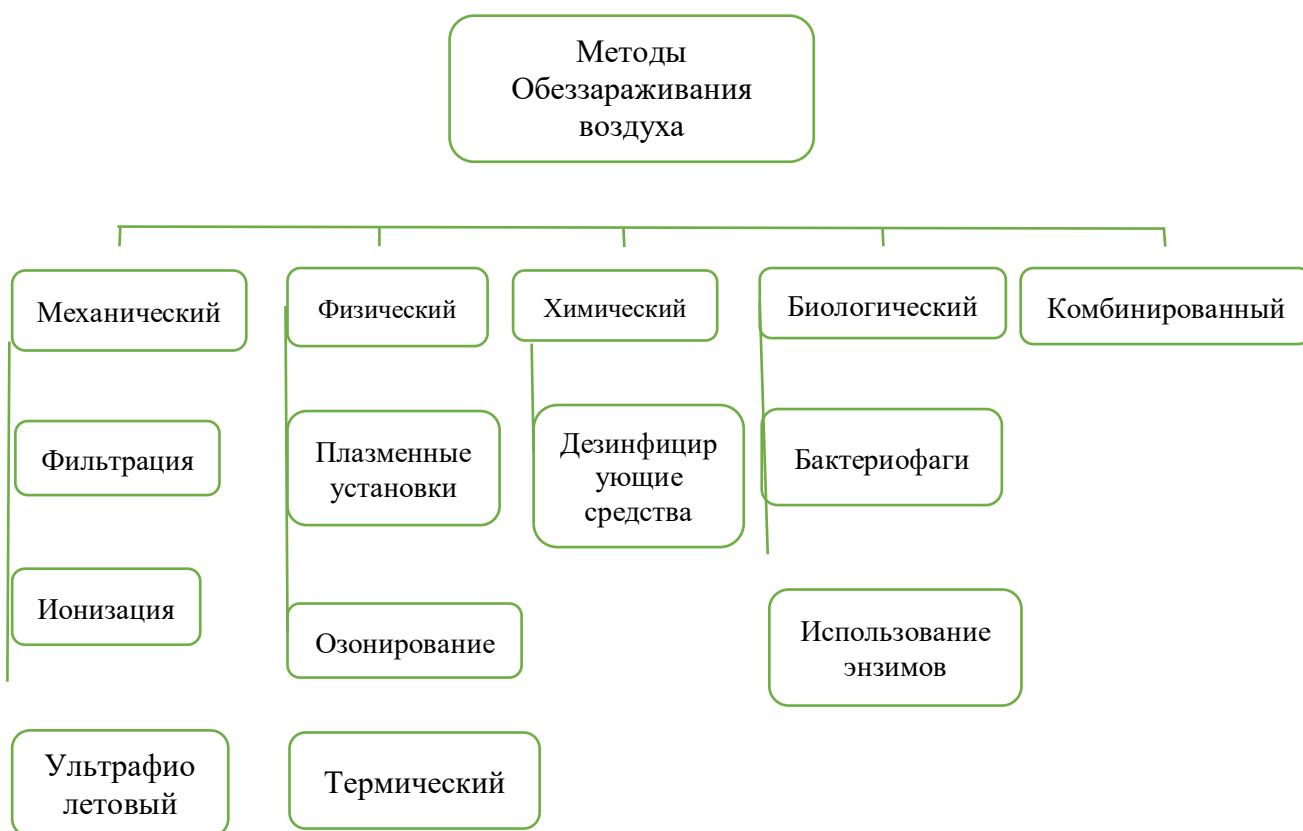 Методы
Обеззараживания
воздуха
Механический
Физический
Химический
Биологический
Комбинированный
Фильтрация
Плазменные
установки
Дезинфицир
ующие
средства
Бактериофаги
Ионизация
Озонирование
Использование
энзимов
Ультрафио
летовый
Термический